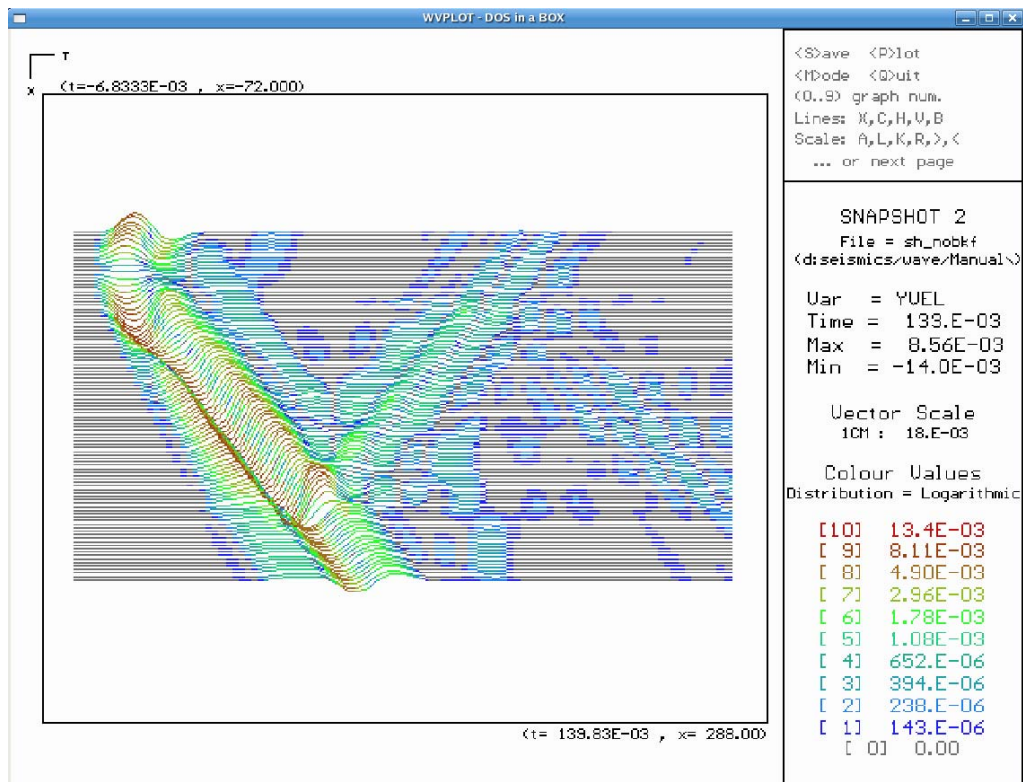 WVPLOT - DOS in a BOX
T
x
(t=-6.8333E-03 , x=-72.000)
(t= 139.83E-03 , x= 288.00)
<S>ave <P>lot
<M>ode <Q>uit
(0..9) graph num.
Lines: X,C,H,V,B
Scale: A,L,K,R,>,<
... or next page
SNAPSHOT 2
File = sh_nobkf
(d:seismics/wave/Manual\)
Var = YVEL
Time = 133.E-03
Max = 8.56E-03
Min = -14.0E-03
Vector Scale
1CM : 18.E-03
Colour Values
Distribution = Logarithmic
[10] 13.4E-03
[ 9] 8.11E-03
[ 8] 4.90E-03
[ 7] 2.96E-03
[ 6] 1.78E-03
[ 5] 1.08E-03
[ 4] 652.E-06
[ 3] 394.E-06
[ 2] 238.E-06
[ 1] 143.E-06
[ 0] 0.00